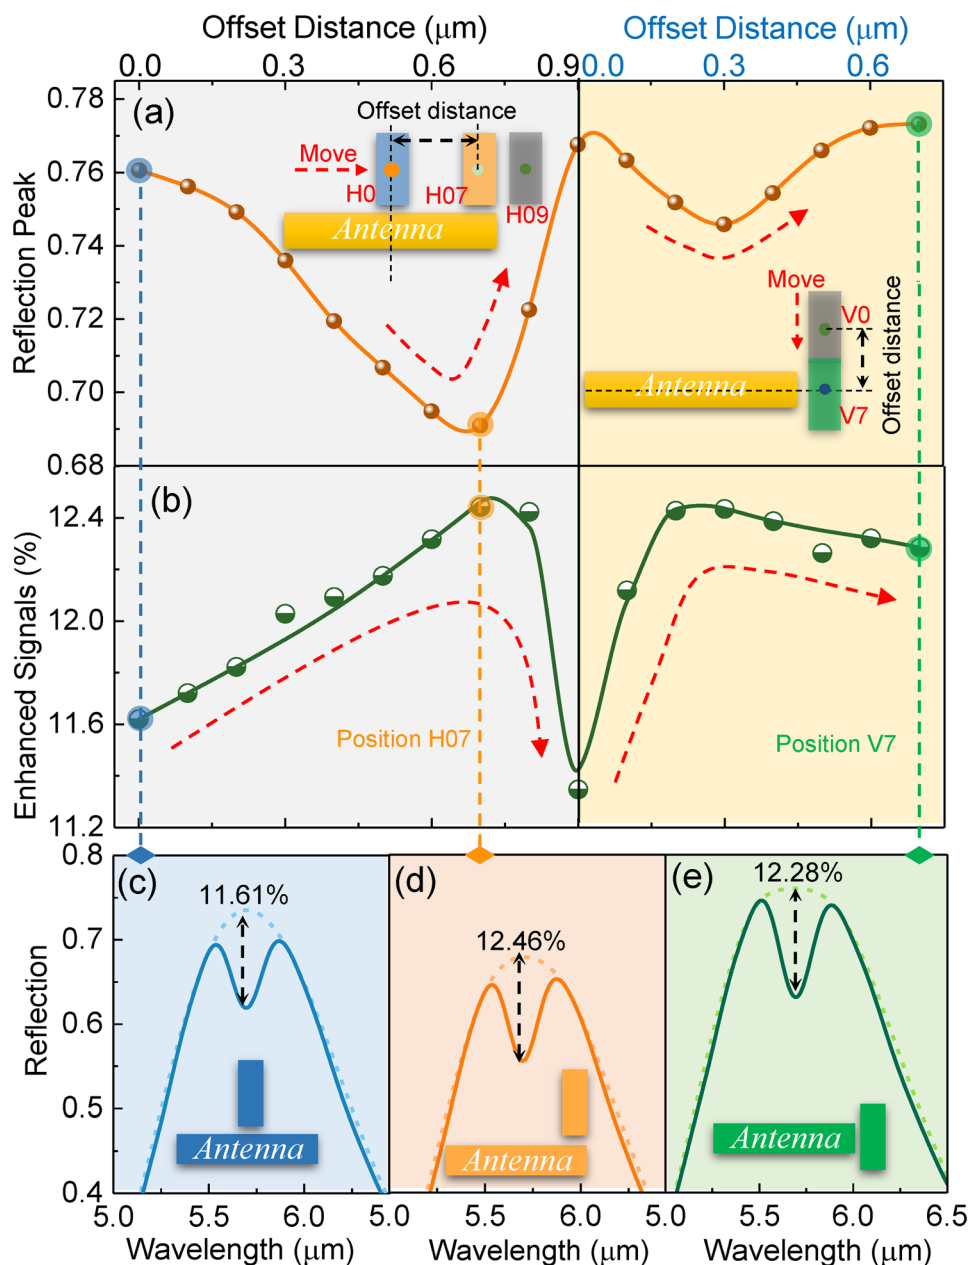 Offset Distance (μm)
Offset Distance (μm)
0.0 0.3 0.6 0.9 0.0 0.3 0.6
Reflection Peak
0.78
0.76
0.74
0.72
0.70
0.68
(a)
Offset distance
Move
H0
H07
H09
Antenna
Move
V0
Offset distance
Antenna
V7
Enhanced Signals (%)
12.4
12.0
11.6
11.2
(b)
Position H07
Position V7
Reflection
0.8
0.7
0.6
0.5
0.4
(c)
11.61%
Antenna
(d)
12.46%
Antenna
(e)
12.28%
Antenna
5.0 5.5 6.0 5.0 5.5 6.0 5.0 5.5 6.0 6.5
Wavelength (μm)
Wavelength (μm)
Wavelength (μm)